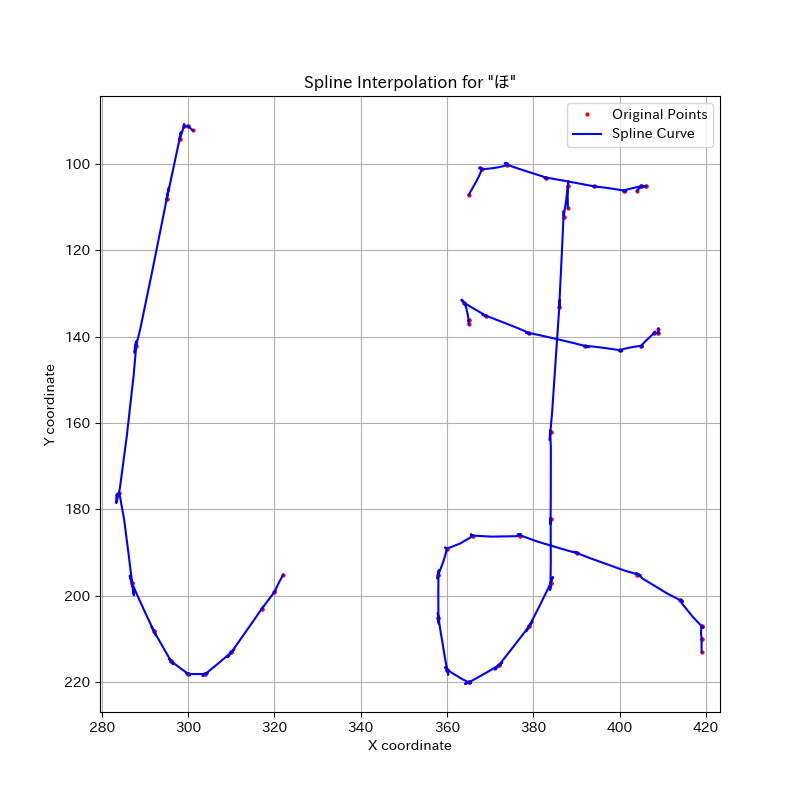 Spline Interpolation for "ほ"
Original Points
Spline Curve
100
120
140
160
180
200
220
Y coordinate
280 300 320 340 360 380 400 420
X coordinate
ほ